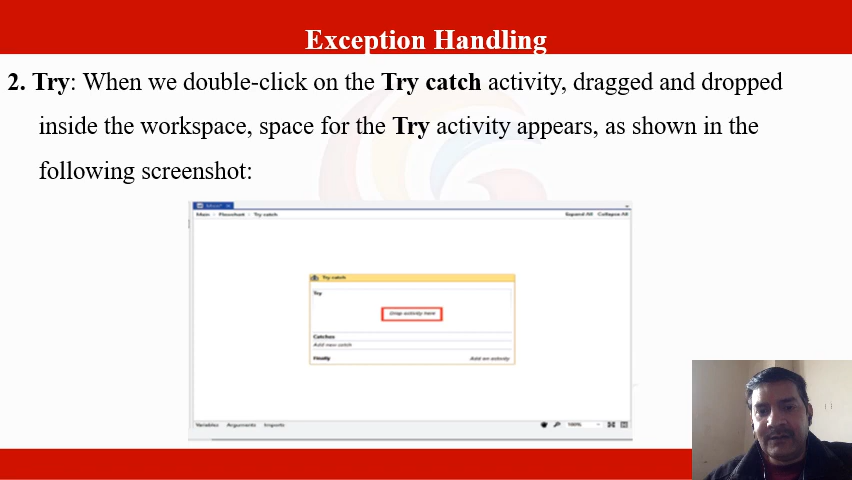 Exception Handling
2. Try: When we double-click on the Try catch activity, dragged and dropped
inside the workspace, space for the Try activity appears, as shown in the
following screenshot:
Main
Main Flowchart Try catch Expand All Collapse All
Try catch
Try
Drop activity here
Catches
Add new catch
Finally Add an activity
Variables Arguments Imports 100%